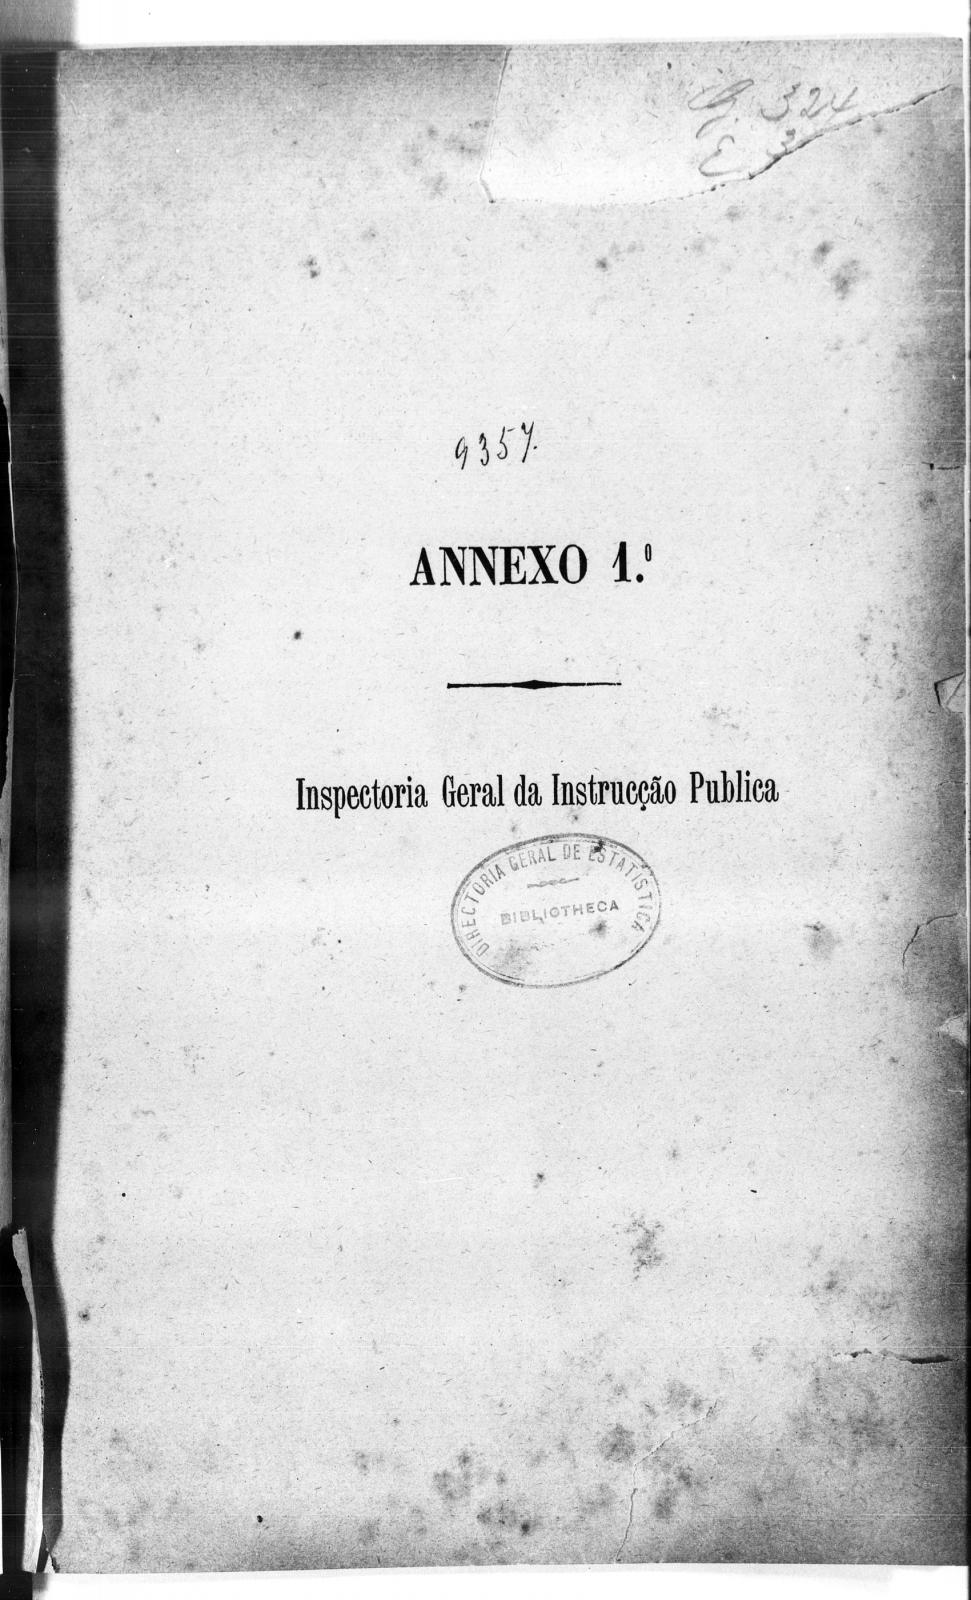 G. 324
E 3
9357.
ANNEXO 1.º
Inspectoria Geral da Instrucção Publica
DIRECTORIA GERAL DE ESTATISTICA
BIBLIOTHECA